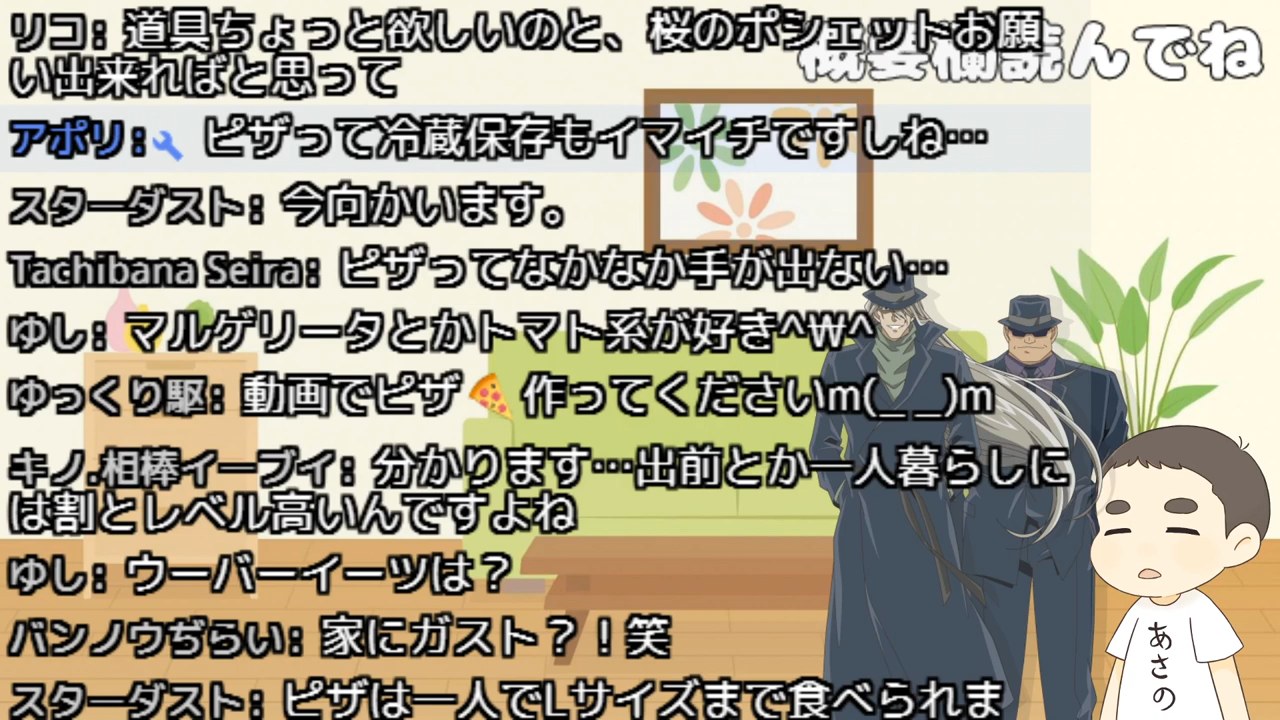 リコ: 道具ちょっと欲しいのと、桜のポシェットお願
い出来ればと思って
概要欄読んでね
アポリ: ピザって冷蔵保存もイマイチですしね…
スターダスト: 今向かいます。
Tachibana Seira: ピザってなかなか手が出ない…
ゆし: マルゲリータとかトマト系が好き^w^
ゆっくり駆: 動画でピザ🍕作ってくださいm(_ _)m
キノ.相棒イーブイ: 分かります…出前とか一人暮らしに
は割とレベル高いんですよね
ゆし: ウーバーイーツは？
バンノウぢらい: 家にガスト？！笑
スターダスト: ピザは一人でLサイズまで食べられま
あさの